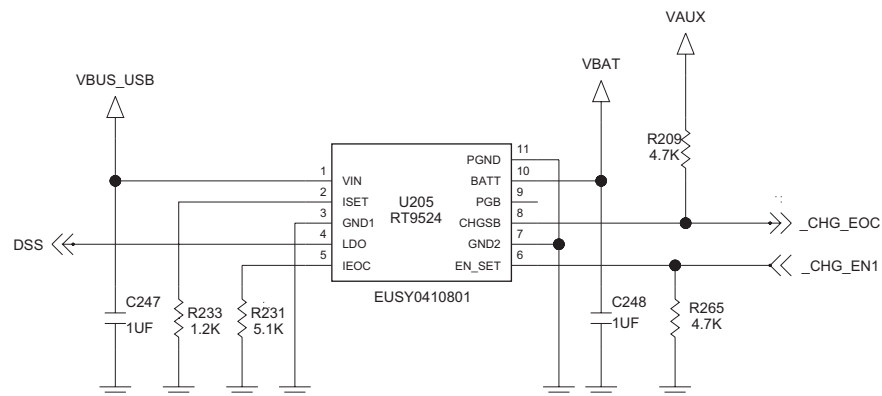 VAUX
VBUS_USB
VBAT
R209
4.7K
1
2
3
4
5
VIN
ISET
GND1
LDO
IEOC
U205
RT9524
PGND
BATT
PGB
CHGSB
GND2
EN_SET
11
10
9
8
7
6
_CHG_EOC
DSS
_CHG_EN1
EUSY0410801
C247
1UF
R233
1.2K
R231
5.1K
C248
1UF
R265
4.7K